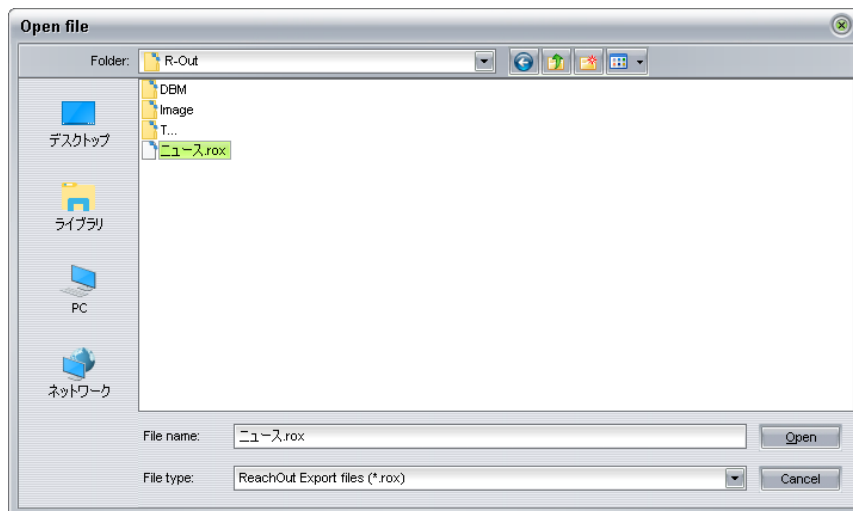 Open file
Folder: R-Out
DBM
Image
T...
ニュース.rox
デスクトップ
ライブラリ
PC
ネットワーク
File name: ニュース.rox Open
File type: ReachOut Export files (*.rox) Cancel